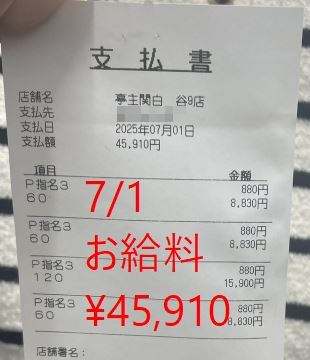 支払書
店舗名 亭主関白 谷9店
支払先
支払日 2025年07月01日
支払額 45,910円
項目 金額
P指名3 880円
60 8,830円
7/1
P指名3 880円
60 8,830円
お給料
P指名3 880円
120 15,900円
P指名3 880円
60 8,830円
¥45,910
店舗署名: